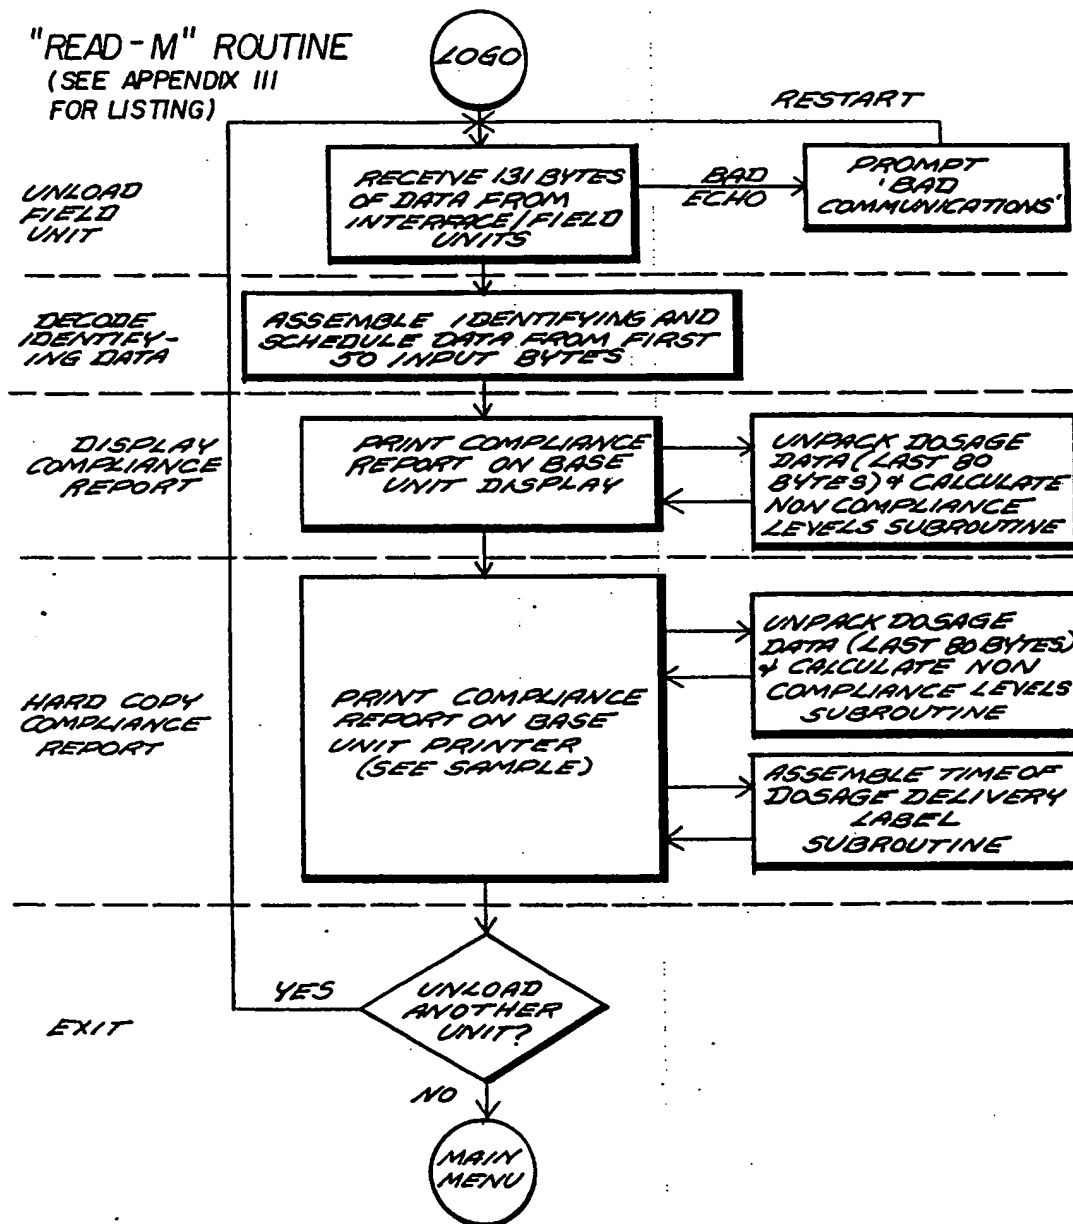 "READ-M" ROUTINE
(SEE APPENDIX III
FOR LISTING)
LOGO
RESTART
UNLOAD
FIELD
UNIT
RECEIVE 131 BYTES
OF DATA FROM
INTERFACE/FIELD
UNITS
BAD
ECHO
PROMPT
'BAD
COMMUNICATIONS'
DECODE
IDENTIFY-
ING DATA
ASSEMBLE IDENTIFYING AND
SCHEDULE DATA FROM FIRST
50 INPUT BYTES
DISPLAY
COMPLIANCE
REPORT
PRINT COMPLIANCE
REPORT ON BASE
UNIT DISPLAY
UNPACK DOSAGE
DATA (LAST 80
BYTES) & CALCULATE
NON COMPLIANCE
LEVELS SUBROUTINE
HARD COPY
COMPLIANCE
REPORT
PRINT COMPLIANCE
REPORT ON BASE
UNIT PRINTER
(SEE SAMPLE)
UNPACK DOSAGE
DATA (LAST 80 BYTES)
& CALCULATE NON
COMPLIANCE LEVELS
SUBROUTINE
ASSEMBLE TIME OF
DOSAGE DELIVERY
LABEL
SUBROUTINE
EXIT
YES
UNLOAD
ANOTHER
UNIT?
NO
MAIN
MENU